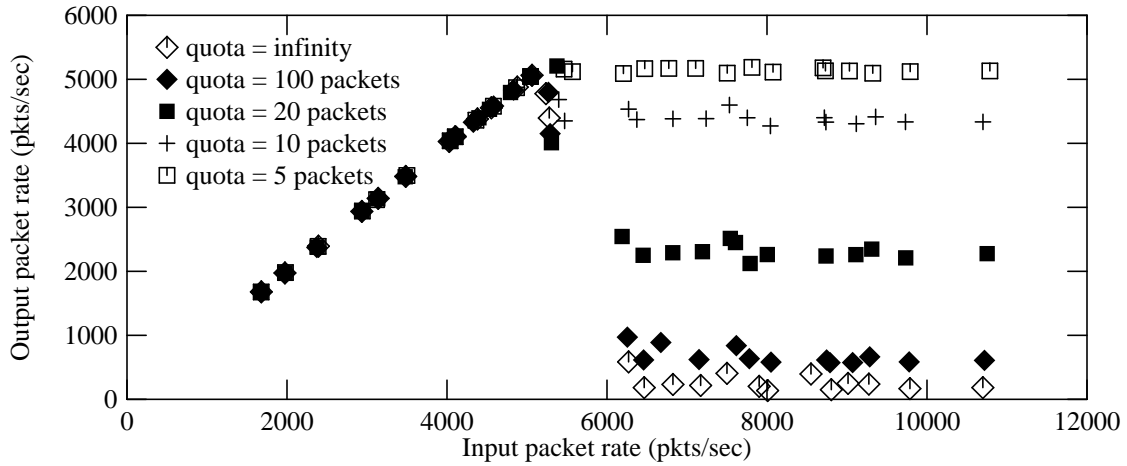 6000
5000
4000
3000
2000
1000
0
Output packet rate (pkts/sec)
quota = infinity
quota = 100 packets
quota = 20 packets
quota = 10 packets
quota = 5 packets
0 2000 4000 6000 8000 10000 12000
Input packet rate (pkts/sec)